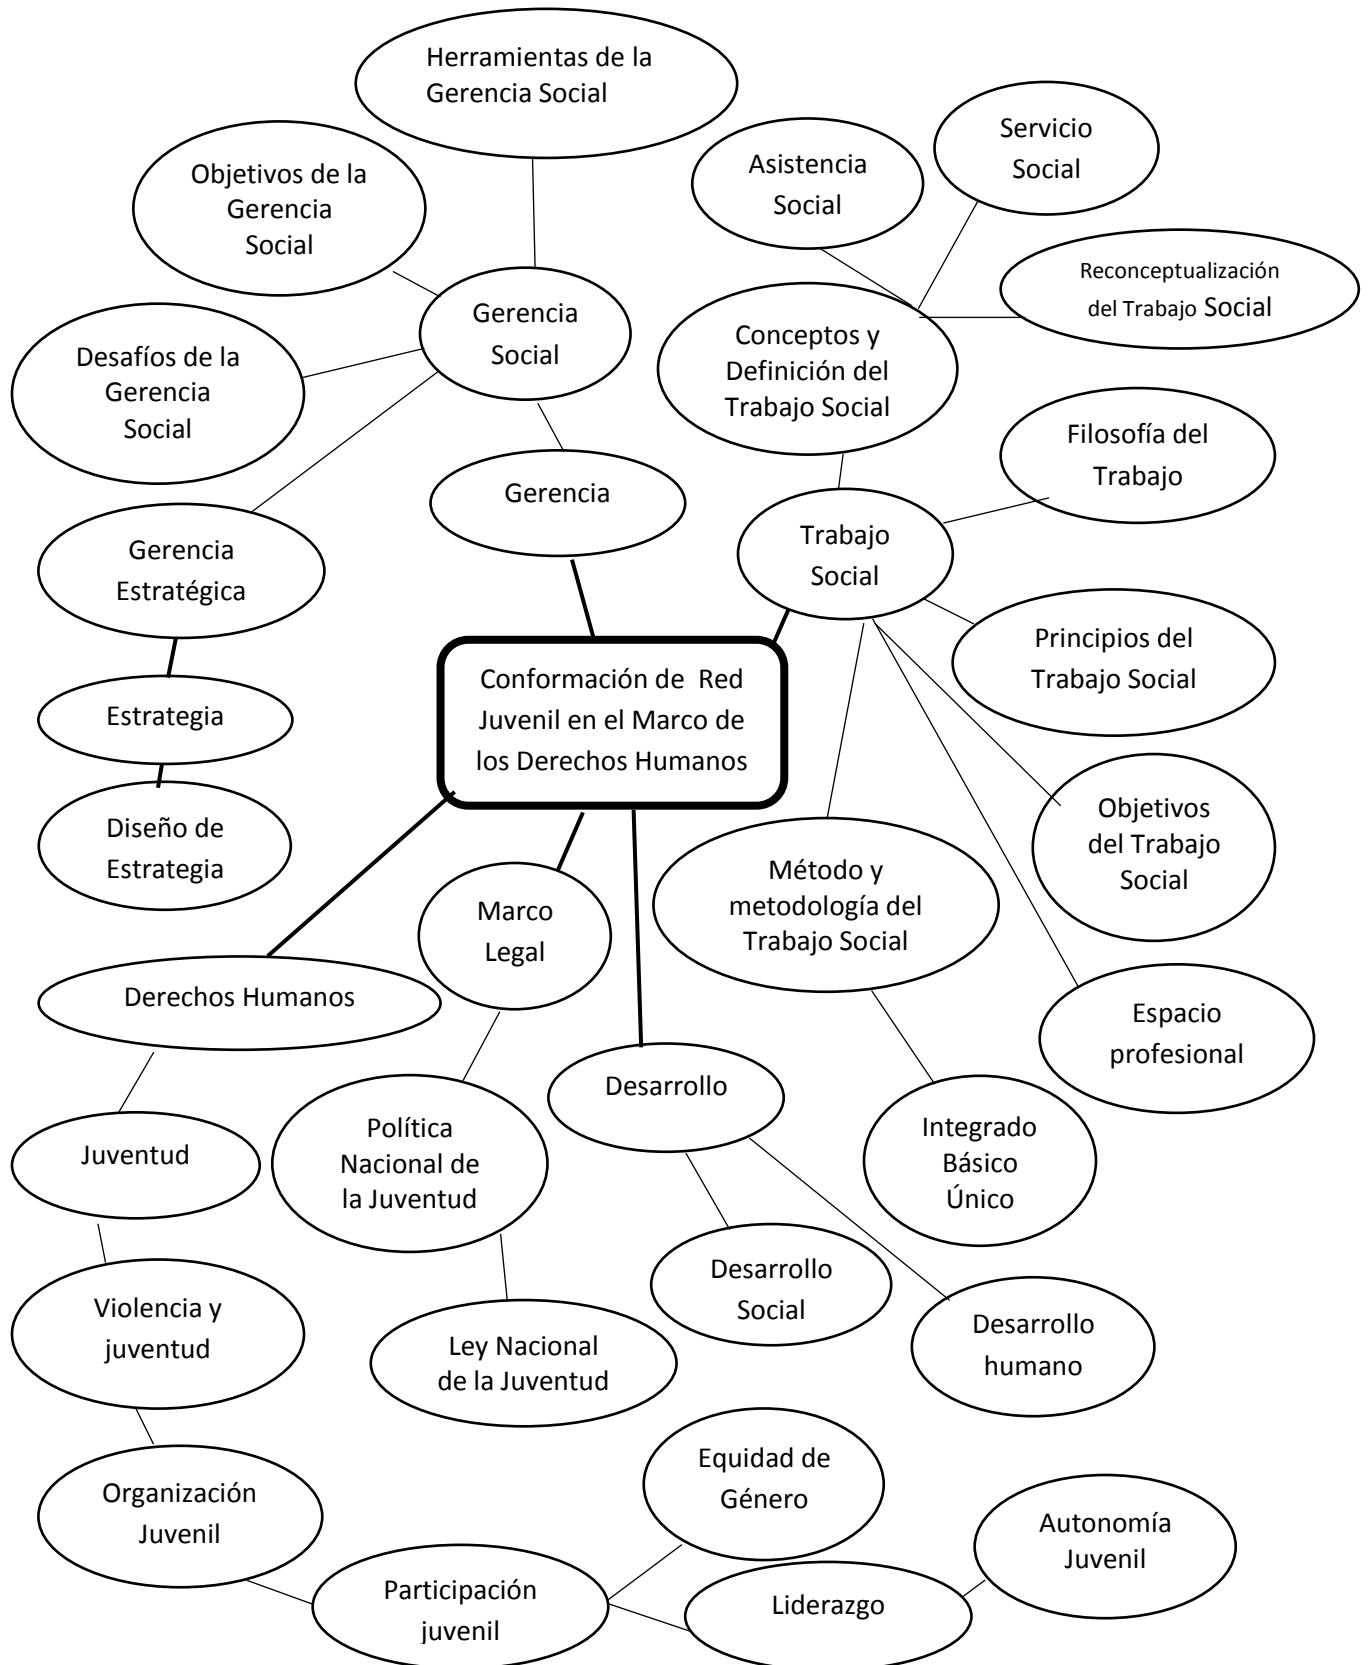 Herramientas de la
Gerencia Social
Servicio
Social
Asistencia
Social
Objetivos de la
Gerencia
Social
Reconceptualización
del Trabajo Social
Gerencia
Social
Conceptos y
Definición del
Trabajo Social
Desafíos de la
Gerencia
Social
Filosofía del
Trabajo
Gerencia
Trabajo
Social
Gerencia
Estratégica
Principios del
Trabajo Social
Conformación de Red
Juvenil en el Marco de
los Derechos Humanos
Estrategia
Objetivos
del Trabajo
Social
Diseño de
Estrategia
Método y
metodología del
Trabajo Social
Marco
Legal
Derechos Humanos
Espacio
profesional
Desarrollo
Integrado
Básico
Único
Política
Nacional de
la Juventud
Juventud
Desarrollo
Social
Violencia y
juventud
Desarrollo
humano
Ley Nacional
de la Juventud
Equidad de
Género
Organización
Juvenil
Autonomía
Juvenil
Participación
juvenil
Liderazgo